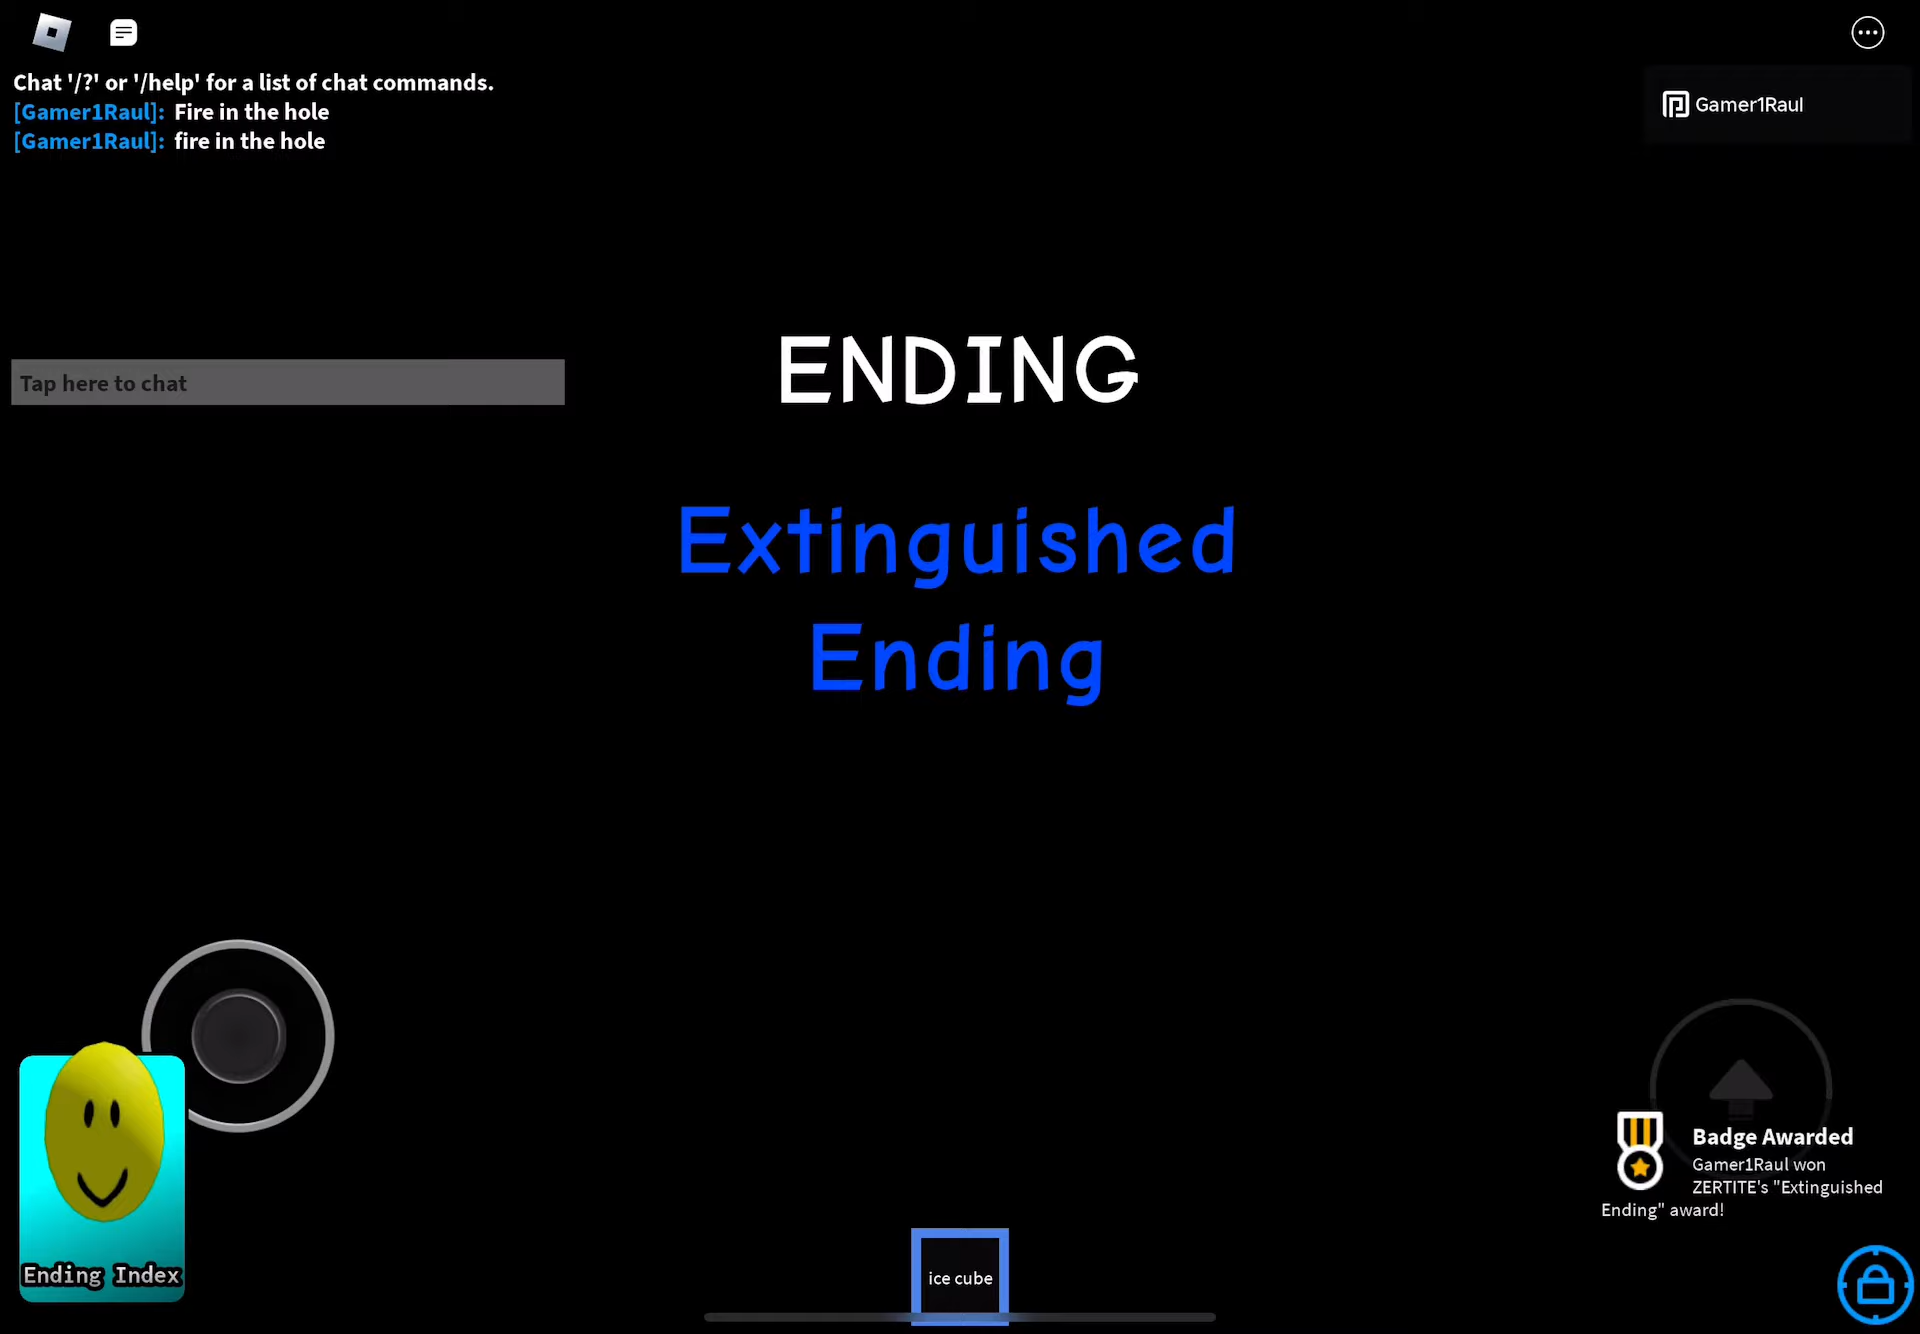 Chat '/?' or '/help' for a list of chat commands.
[Gamer1Raul]: Fire in the hole
[Gamer1Raul]: fire in the hole
Gamer1Raul
Tap here to chat
ENDING
Extinguished
Ending
Ending Index
ice cube
Badge Awarded
Gamer1Raul won
ZERTITE's "Extinguished
Ending" award!